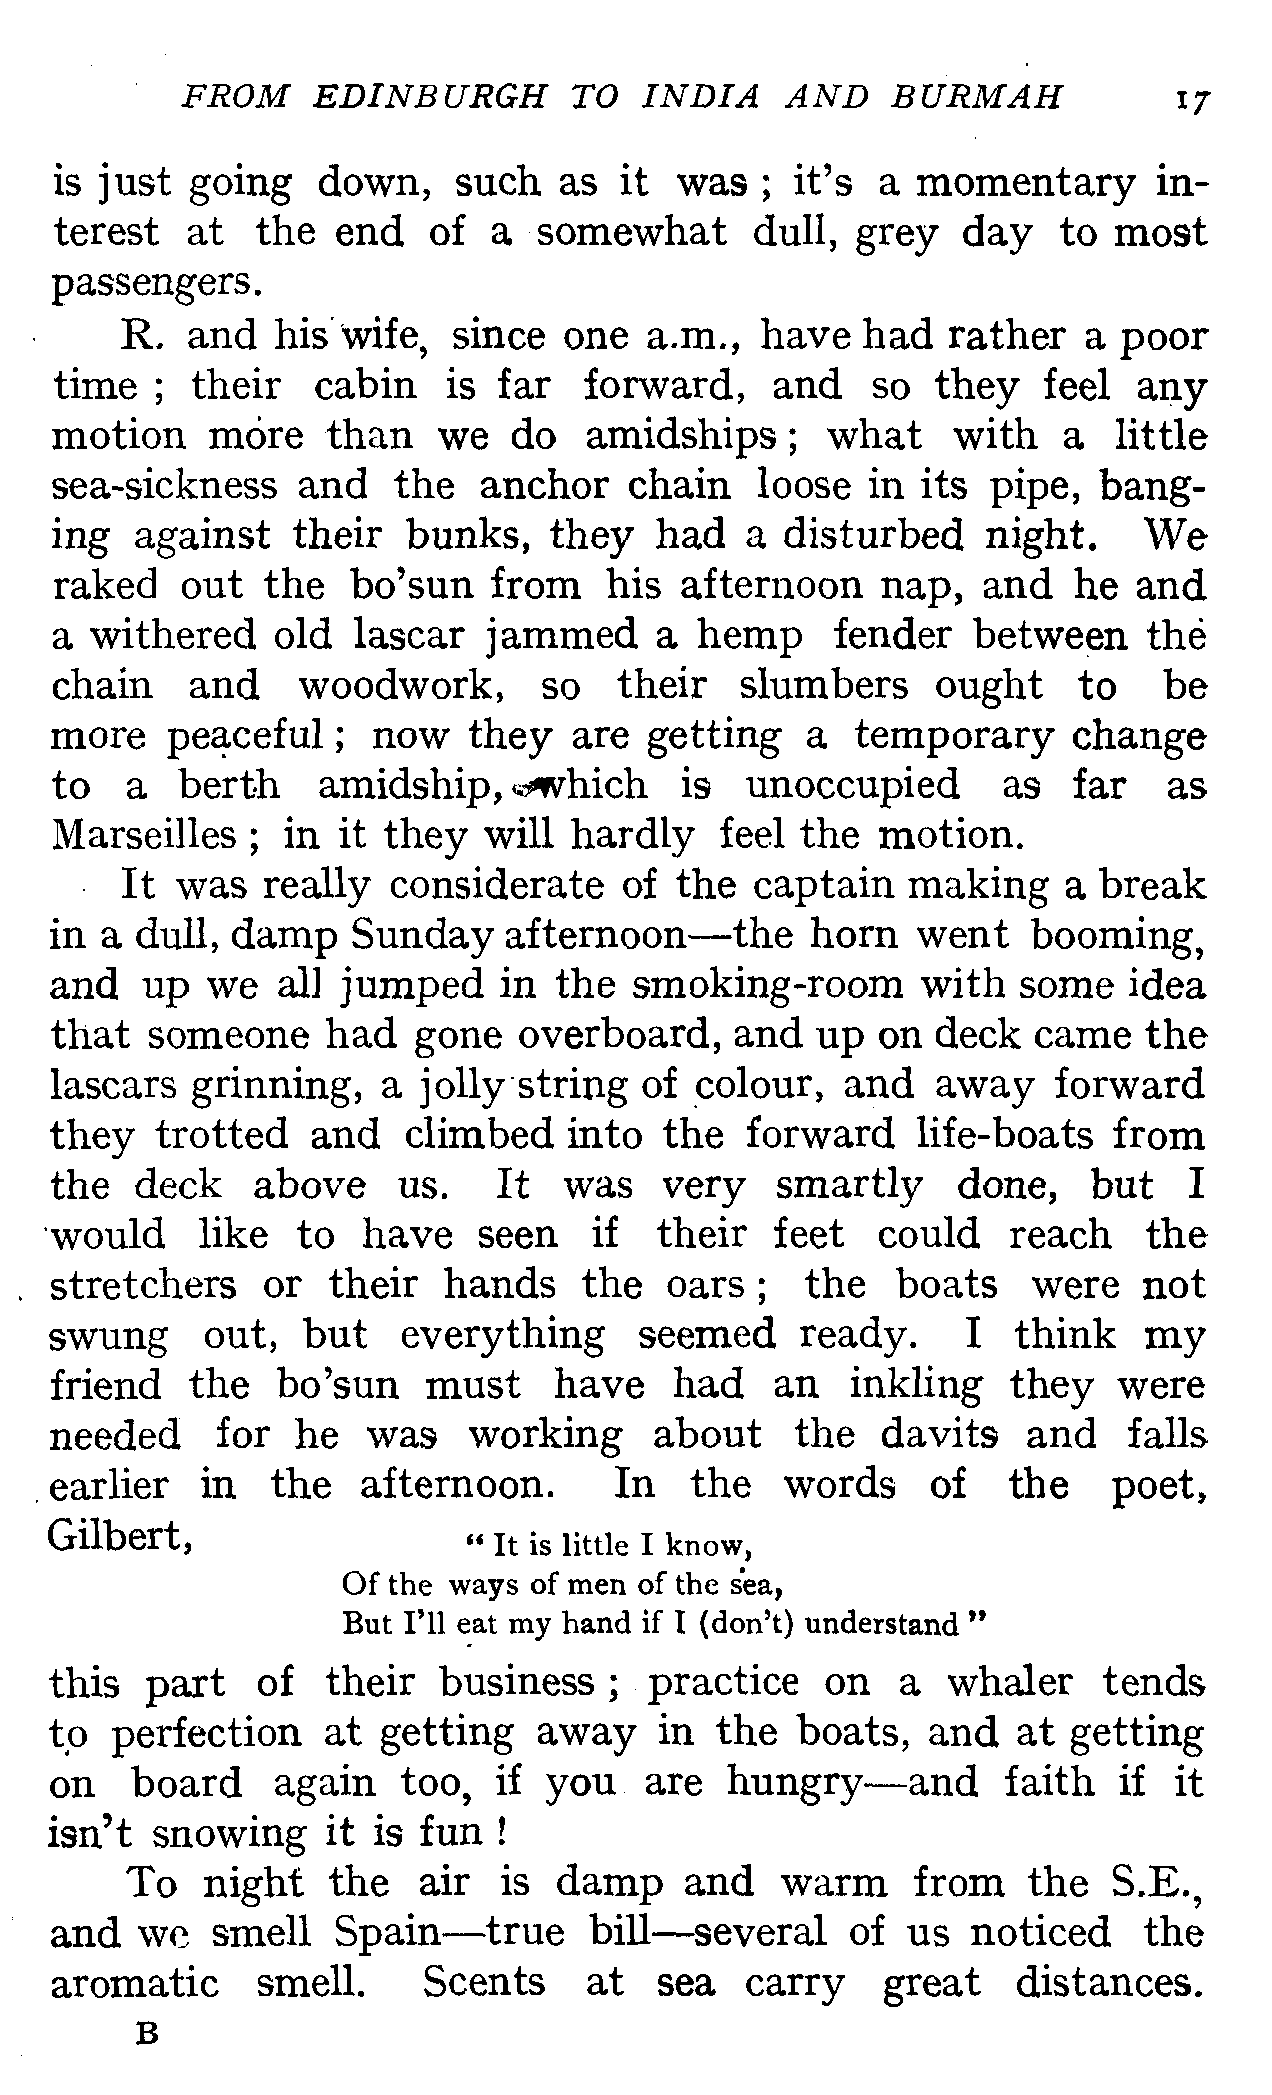 FROM EDINBURGH TO INDIA AND BURMAH 17
is just going down, such as it was ; it's a momentary in-
terest at the end of a somewhat dull, grey day to most
passengers.
R. and his wife, since one a.m., have had rather a poor
time ; their cabin is far forward, and so they feel any
motion more than we do amidships ; what with a little
sea-sickness and the anchor chain loose in its pipe, bang-
ing against their bunks, they had a disturbed night. We
raked out the bo'sun from his afternoon nap, and he and
a withered old lascar jammed a hemp fender between the
chain and woodwork, so their slumbers ought to be
more peaceful ; now they are getting a temporary change
to a berth amidship, which is unoccupied as far as
Marseilles ; in it they will hardly feel the motion.
It was really considerate of the captain making a break
in a dull, damp Sunday afternoon—the horn went booming,
and up we all jumped in the smoking-room with some idea
that someone had gone overboard, and up on deck came the
lascars grinning, a jolly string of colour, and away forward
they trotted and climbed into the forward life-boats from
the deck above us. It was very smartly done, but I
would like to have seen if their feet could reach the
stretchers or their hands the oars ; the boats were not
swung out, but everything seemed ready. I think my
friend the bo'sun must have had an inkling they were
needed for he was working about the davits and falls
earlier in the afternoon. In the words of the poet,
Gilbert,
“ It is little I know,
Of the ways of men of the sea,
But I'll eat my hand if I (don't) understand ”
this part of their business ; practice on a whaler tends
to perfection at getting away in the boats, and at getting
on board again too, if you are hungry—and faith if it
isn't snowing it is fun !
To night the air is damp and warm from the S.E.,
and we smell Spain—true bill—several of us noticed the
aromatic smell. Scents at sea carry great distances.
B